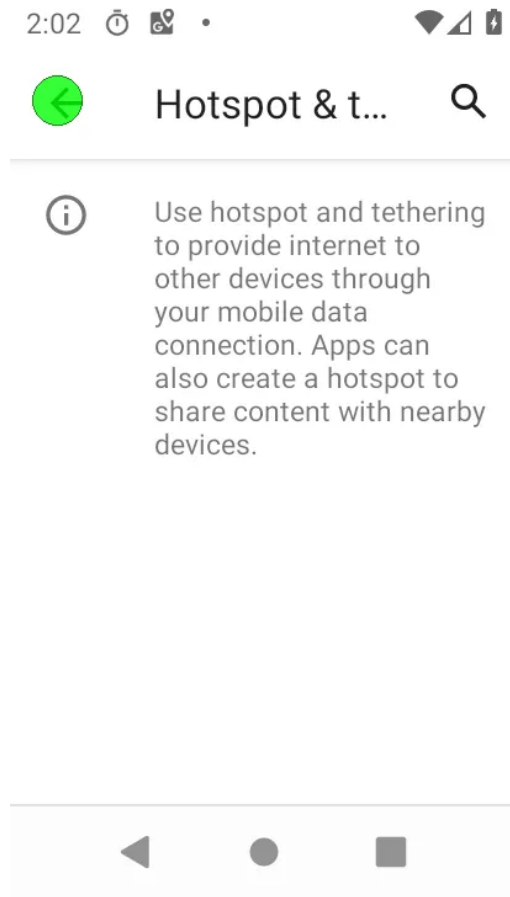 2:02
Hotspot & t...
Use hotspot and tethering
to provide internet to
other devices through
your mobile data
connection. Apps can
also create a hotspot to
share content with nearby
devices.